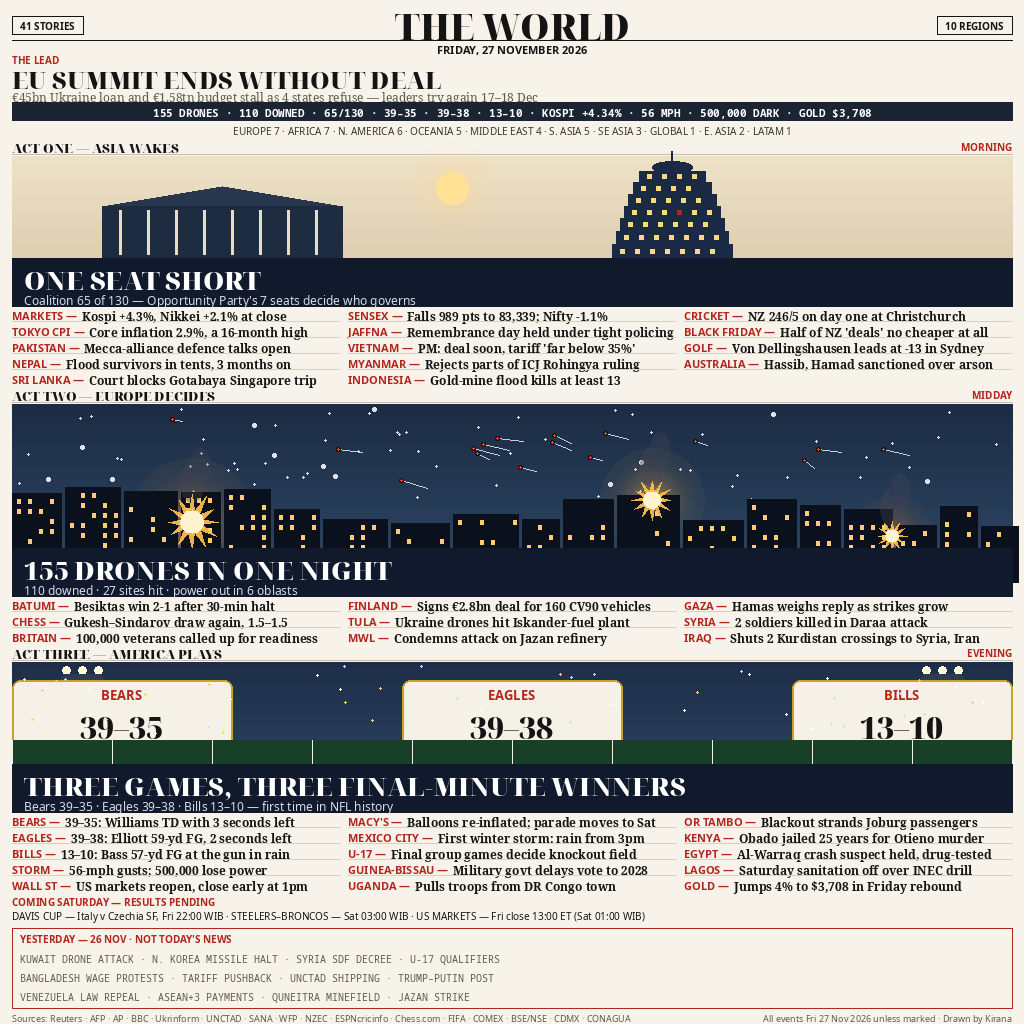 41 STORIES
THE WORLD
10 REGIONS
FRIDAY, 27 NOVEMBER 2026
THE LEAD
EU SUMMIT ENDS WITHOUT DEAL
€45bn Ukraine loan and €1.58tn budget stall as 4 states refuse — leaders try again 17–18 Dec
155 DRONES · 110 DOWNED · 65/130 · 39–35 · 39–38 · 13–10 · KOSPI +4.34% · 56 MPH · 500,000 DARK · GOLD $3,708
EUROPE 7 · AFRICA 7 · N. AMERICA 6 · OCEANIA 5 · MIDDLE EAST 4 · S. ASIA 5 · SE ASIA 3 · GLOBAL 1 · E. ASIA 2 · LATAM 1
ACT ONE — ASIA WAKES
MORNING
ONE SEAT SHORT
Coalition 65 of 130 — Opportunity Party's 7 seats decide who governs
MARKETS — Kospi +4.3%, Nikkei +2.1% at close
TOKYO CPI — Core inflation 2.9%, a 16-month high
PAKISTAN — Mecca-alliance defence talks open
NEPAL — Flood survivors in tents, 3 months on
SRI LANKA — Court blocks Gotabaya Singapore trip
SENSEX — Falls 989 pts to 83,339; Nifty -1.1%
JAFFNA — Remembrance day held under tight policing
VIETNAM — PM: deal soon, tariff 'far below 35%'
MYANMAR — Rejects parts of ICJ Rohingya ruling
INDONESIA — Gold-mine flood kills at least 13
CRICKET — NZ 246/5 on day one at Christchurch
BLACK FRIDAY — Half of NZ 'deals' no cheaper at all
GOLF — Von Dellingshausen leads at -13 in Sydney
AUSTRALIA — Hassib, Hamad sanctioned over arson
ACT TWO — EUROPE DECIDES
MIDDAY
155 DRONES IN ONE NIGHT
110 downed · 27 sites hit · power out in 6 oblasts
BATUMI — Besiktas win 2-1 after 30-min halt
CHESS — Gukesh–Sindarov draw again, 1.5–1.5
BRITAIN — 100,000 veterans called up for readiness
FINLAND — Signs €2.8bn deal for 160 CV90 vehicles
TULA — Ukraine drones hit Iskander-fuel plant
MWL — Condemns attack on Jazan refinery
GAZA — Hamas weighs reply as strikes grow
SYRIA — 2 soldiers killed in Daraa attack
IRAQ — Shuts 2 Kurdistan crossings to Syria, Iran
ACT THREE — AMERICA PLAYS
EVENING
BEARS
39–35
EAGLES
39–38
BILLS
13–10
THREE GAMES, THREE FINAL-MINUTE WINNERS
Bears 39–35 · Eagles 39–38 · Bills 13–10 — first time in NFL history
BEARS — 39–35: Williams TD with 3 seconds left
EAGLES — 39–38: Elliott 59-yd FG, 2 seconds left
BILLS — 13–10: Bass 57-yd FG at the gun in rain
STORM — 56-mph gusts; 500,000 lose power
WALL ST — US markets reopen, close early at 1pm
MACY'S — Balloons re-inflated; parade moves to Sat
MEXICO CITY — First winter storm: rain from 3pm
U-17 — Final group games decide knockout field
GUINEA-BISSAU — Military govt delays vote to 2028
UGANDA — Pulls troops from DR Congo town
OR TAMBO — Blackout strands Joburg passengers
KENYA — Obado jailed 25 years for Otieno murder
EGYPT — Al-Warraq crash suspect held, drug-tested
LAGOS — Saturday sanitation off over INEC drill
GOLD — Jumps 4% to $3,708 in Friday rebound
COMING SATURDAY — RESULTS PENDING
DAVIS CUP — Italy v Czechia SF, Fri 22:00 WIB · STEELERS–BRONCOS — Sat 03:00 WIB · US MARKETS — Fri close 13:00 ET (Sat 01:00 WIB)
YESTERDAY — 26 NOV · NOT TODAY'S NEWS
KUWAIT DRONE ATTACK · N. KOREA MISSILE HALT · SYRIA SDF DECREE · U-17 QUALIFIERS
BANGLADESH WAGE PROTESTS · TARIFF PUSHBACK · UNCTAD SHIPPING · TRUMP–PUTIN POST
VENEZUELA LAW REPEAL · ASEAN+3 PAYMENTS · QUNEITRA MINEFIELD · JAZAN STRIKE
Sources: Reuters · AFP · AP · BBC · Ukrinform · UNCTAD · SANA · WFP · NZEC · ESPNcricinfo · Chess.com · FIFA · COMEX · BSE/NSE · CDMX · CONAGUA
All events Fri 27 Nov 2026 unless marked · Drawn by Kirana